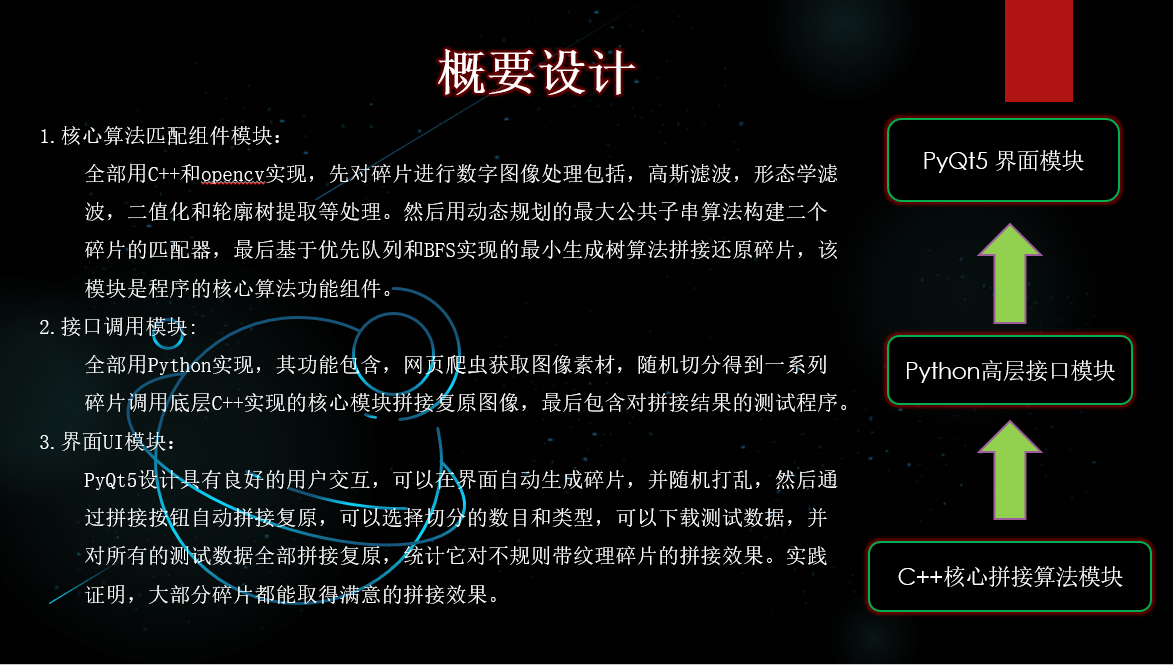 概要设计
1.核心算法匹配组件模块：
全部用C++和opencv实现，先对碎片进行数字图像处理包括，高斯滤波，形态学滤
波，二值化和轮廓树提取等处理。然后用动态规划的最大公共子串算法构建二个
碎片的匹配器，最后基于优先队列和BFS实现的最小生成树算法拼接还原碎片，该
模块是程序的核心算法功能组件。
2.接口调用模块:
全部用Python实现，其功能包含，网页爬虫获取图像素材，随机切分得到一系列
碎片调用底层C++实现的核心模块拼接复原图像，最后包含对拼接结果的测试程序。
3.界面UI模块：
PyQt5设计具有良好的用户交互，可以在界面自动生成碎片，并随机打乱，然后通
过拼接按钮自动拼接复原，可以选择切分的数目和类型，可以下载测试数据，并
对所有的测试数据全部拼接复原，统计它对不规则带纹理碎片的拼接效果。实践
证明，大部分碎片都能取得满意的拼接效果。
PyQt5 界面模块
Python高层接口模块
C++核心拼接算法模块